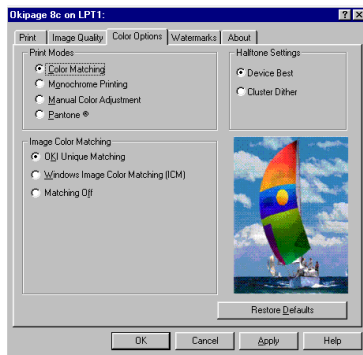 Okipage 8c on LPT1:
Print Image Quality Color Options Watermarks About
Print Modes
Color Matching
Monochrome Printing
Manual Color Adjustment
Pantone ®
Halftone Settings
Device Best
Cluster Dither
Image Color Matching
OKI Unique Matching
Windows Image Color Matching (ICM)
Matching Off
Restore Defaults
OK Cancel Apply Help